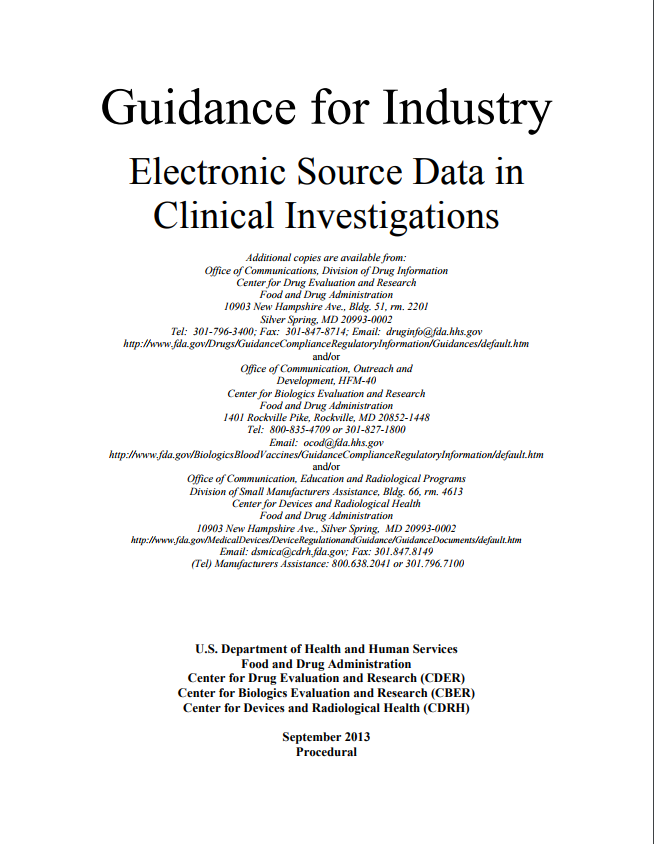 Guidance for Industry
Electronic Source Data in
Clinical Investigations
Additional copies are available from:
Office of Communications, Division of Drug Information
Center for Drug Evaluation and Research
Food and Drug Administration
10903 New Hampshire Ave., Bldg. 51, rm. 2201
Silver Spring, MD 20993-0002
Tel: 301-796-3400; Fax: 301-847-8714; Email: druginfo@fda.hhs.gov
http://www.fda.gov/Drugs/GuidanceComplianceRegulatoryInformation/Guidances/default.htm
and/or
Office of Communication, Outreach and
Development, HFM-40
Center for Biologics Evaluation and Research
Food and Drug Administration
1401 Rockville Pike, Rockville, MD 20852-1448
Tel: 800-835-4709 or 301-827-1800
Email: ocod@fda.hhs.gov
http://www.fda.gov/BiologicsBloodVaccines/GuidanceComplianceRegulatoryInformation/default.htm
and/or
Office of Communication, Education and Radiological Programs
Division of Small Manufacturers Assistance, Bldg. 66, rm. 4613
Center for Devices and Radiological Health
Food and Drug Administration
10903 New Hampshire Ave., Silver Spring, MD 20993-0002
http://www.fda.gov/MedicalDevices/DeviceRegulationandGuidance/GuidanceDocuments/default.htm
Email: dsmica@cdrh.fda.gov; Fax: 301.847.8149
(Tel) Manufacturers Assistance: 800.638.2041 or 301.796.7100
U.S. Department of Health and Human Services
Food and Drug Administration
Center for Drug Evaluation and Research (CDER)
Center for Biologics Evaluation and Research (CBER)
Center for Devices and Radiological Health (CDRH)
September 2013
Procedural